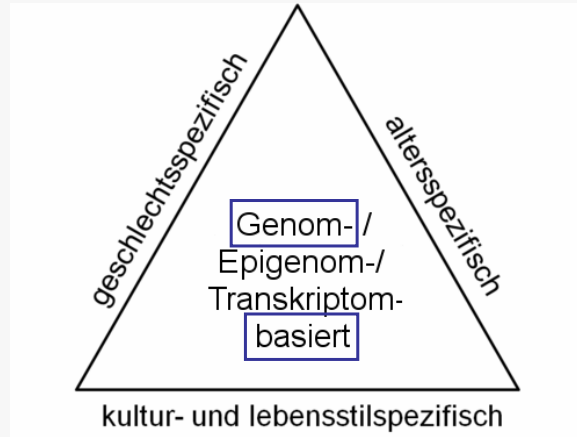 geschlechtsspezifisch
altersspezifisch
Genom- /
Epigenom-/
Transkriptom-
basiert
kultur- und lebensstilspezifisch